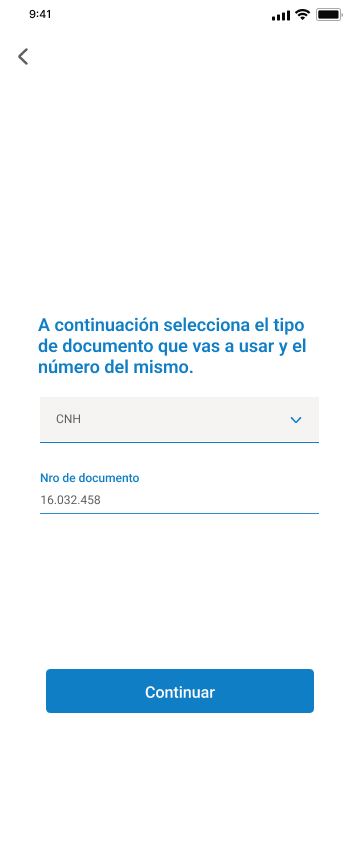 9:41
A continuación selecciona el tipo
de documento que vas a usar y el
número del mismo.
CNH
Nro de documento
16.032.458
Continuar